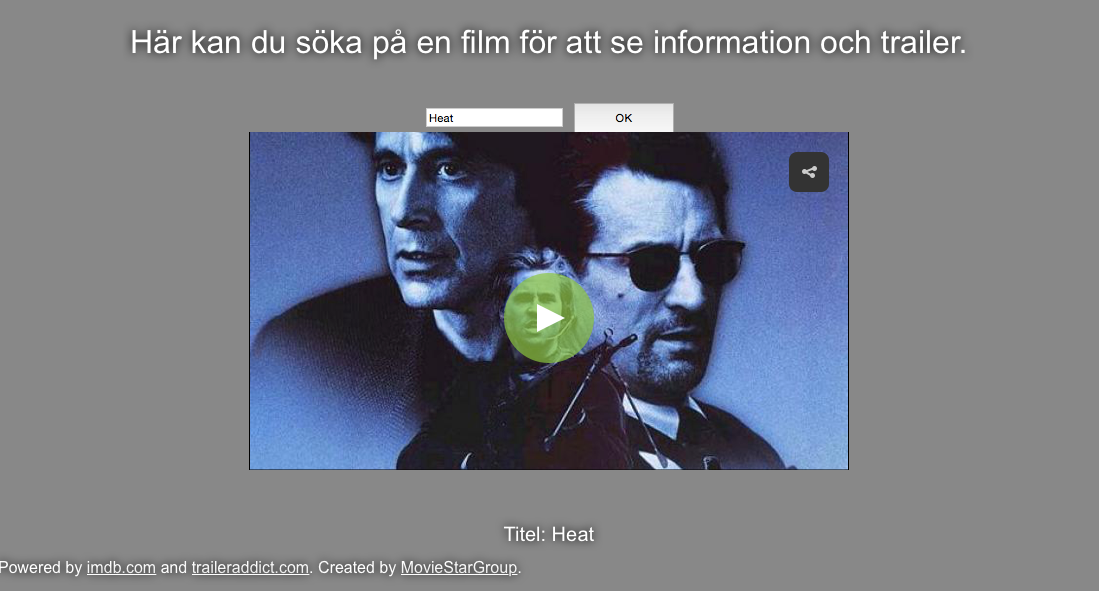 Här kan du söka på en film för att se information och trailer.
Heat
OK
Titel: Heat
Powered by imdb.com and traileraddict.com. Created by MovieStarGroup.